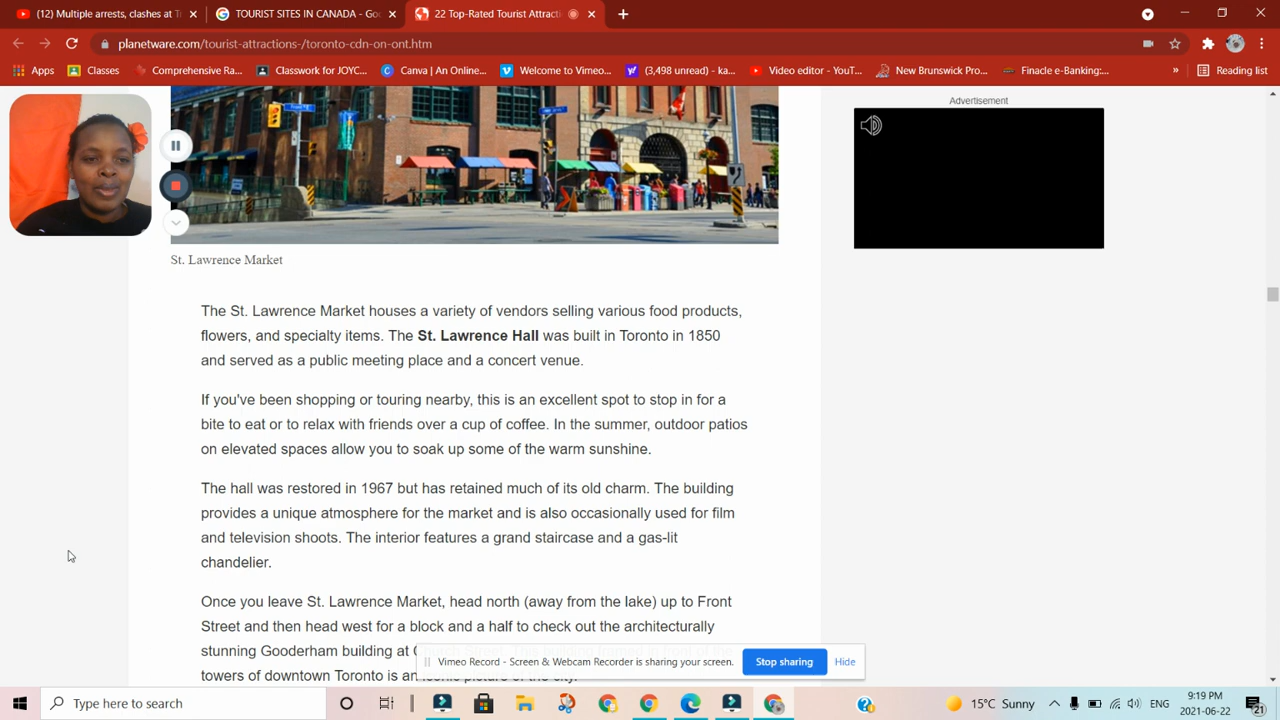 (12) Multiple arrests, clashes at T
TOURIST SITES IN CANADA - Goo
22 Top-Rated Tourist Attracti
planetware.com/tourist-attractions-/toronto-cdn-on-ont.htm
Apps
Classes
Comprehensive Ra...
Classwork for JOYC...
Canva | An Online...
Welcome to Vimeo...
(3,498 unread) - ka...
Video editor - YouT...
New Brunswick Pro...
Finacle e-Banking:...
»
Reading list
Advertisement
St. Lawrence Market
The St. Lawrence Market houses a variety of vendors selling various food products,
flowers, and specialty items. The St. Lawrence Hall was built in Toronto in 1850
and served as a public meeting place and a concert venue.
If you've been shopping or touring nearby, this is an excellent spot to stop in for a
bite to eat or to relax with friends over a cup of coffee. In the summer, outdoor patios
on elevated spaces allow you to soak up some of the warm sunshine.
The hall was restored in 1967 but has retained much of its old charm. The building
provides a unique atmosphere for the market and is also occasionally used for film
and television shoots. The interior features a grand staircase and a gas-lit
chandelier.
Once you leave St. Lawrence Market, head north (away from the lake) up to Front
Street and then head west for a block and a half to check out the architecturally
stunning Gooderham building at
Vimeo Record - Screen & Webcam Recorder is sharing your screen.
Stop sharing
Hide
towers of downtown Toronto is an iconic picture of the city.
Type here to search
15°C Sunny
ENG
9:19 PM
2021-06-22
21